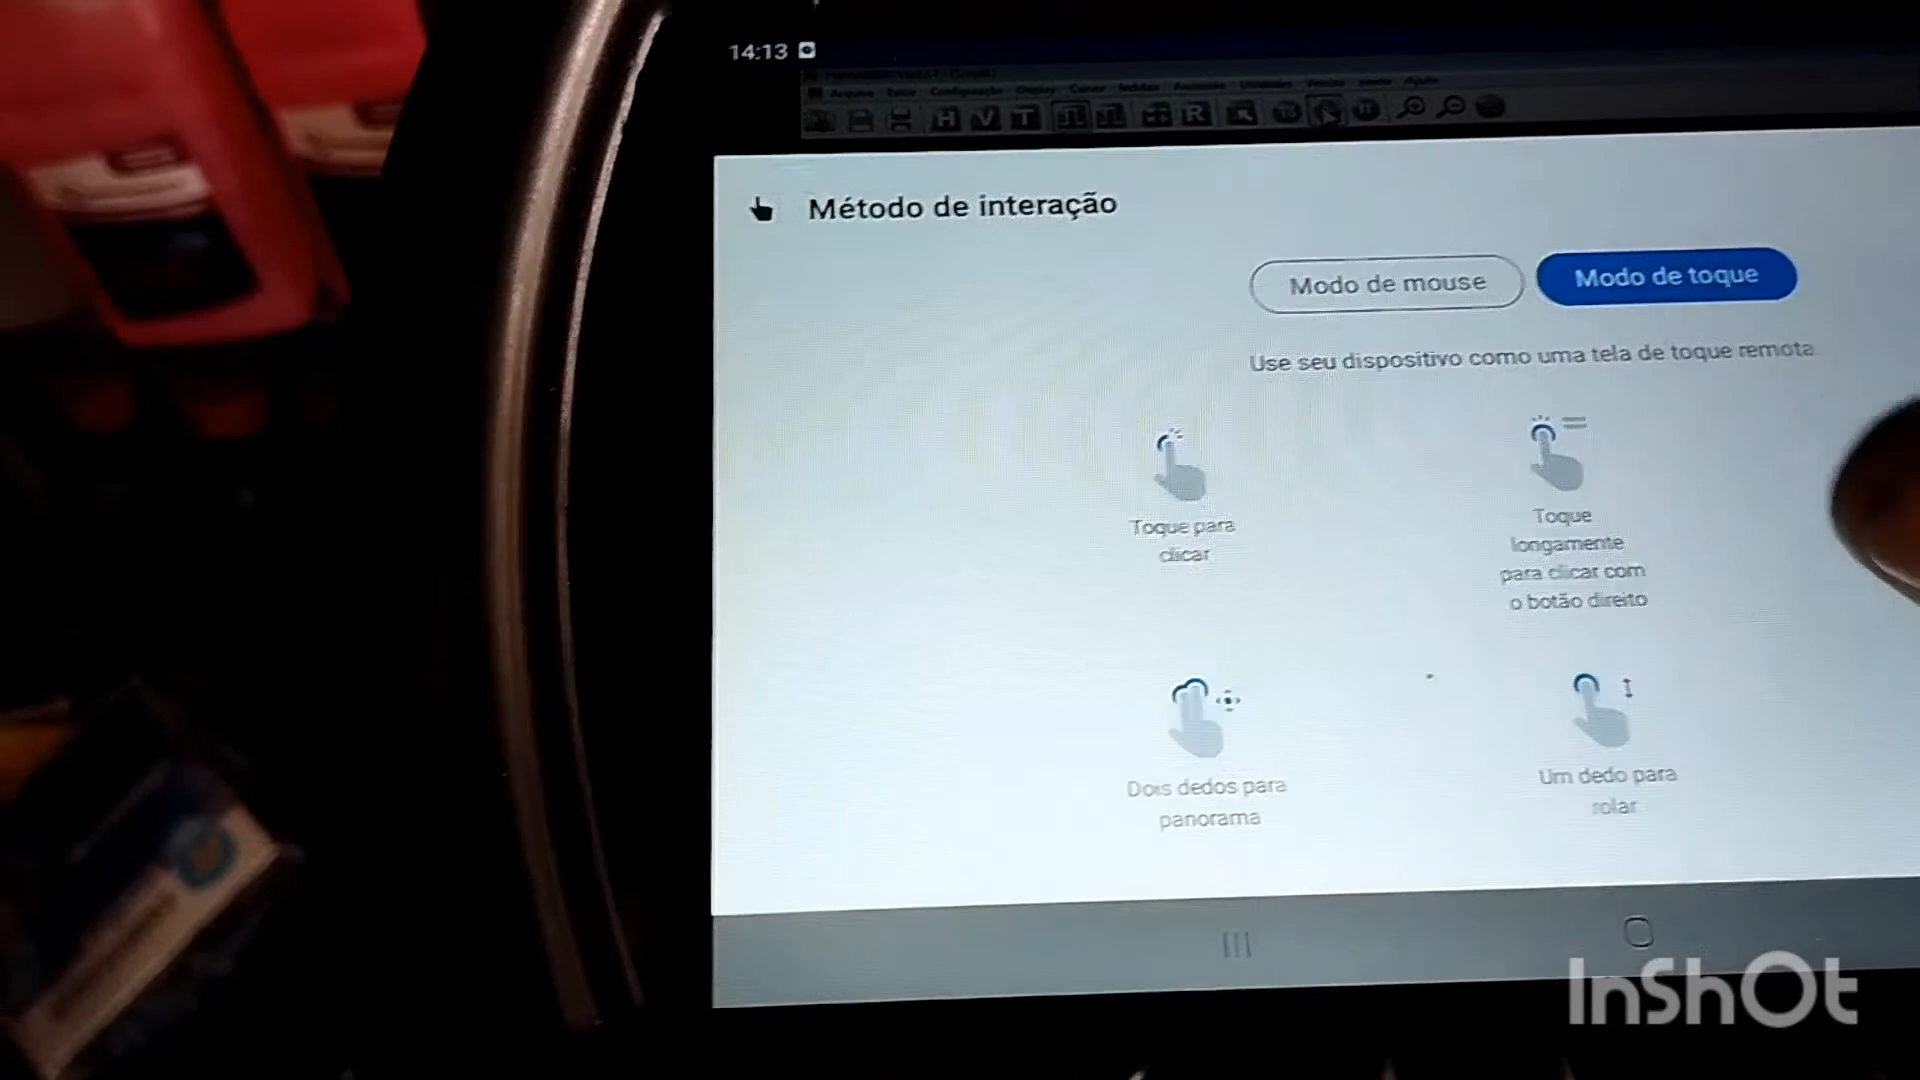 14:13
H V T R
Método de interação
Modo de mouse
Modo de toque
Use seu dispositivo como uma tela de toque remota
Toque para
clicar
Toque
longamente
para clicar com
o botão direito
Dois dedos para
panorama
Um dedo para
rolar
InShOt